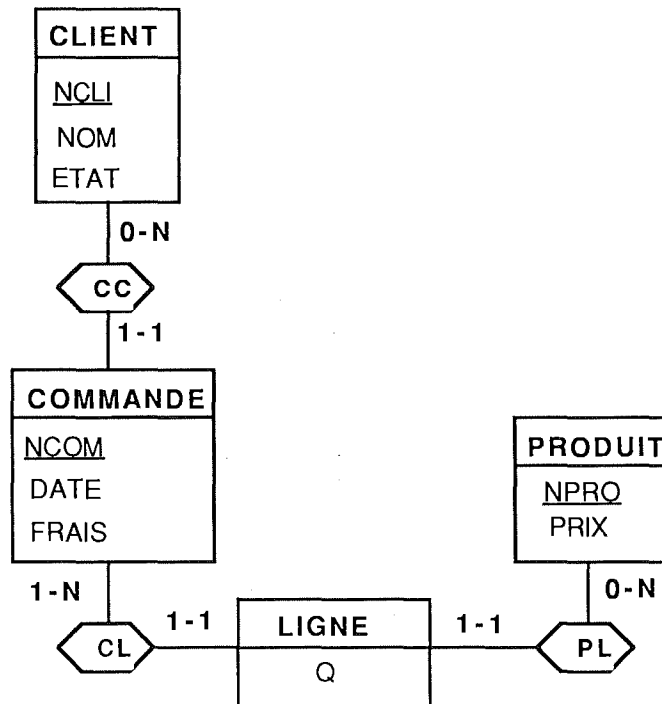 CLIENT
NCLI
NOM
ETAT
0-N
CC
1-1
COMMANDE
NCOM
DATE
FRAIS
PRODUIT
NPRO
PRIX
1-N
0-N
CL
1-1
LIGNE
1-1
PL
Q